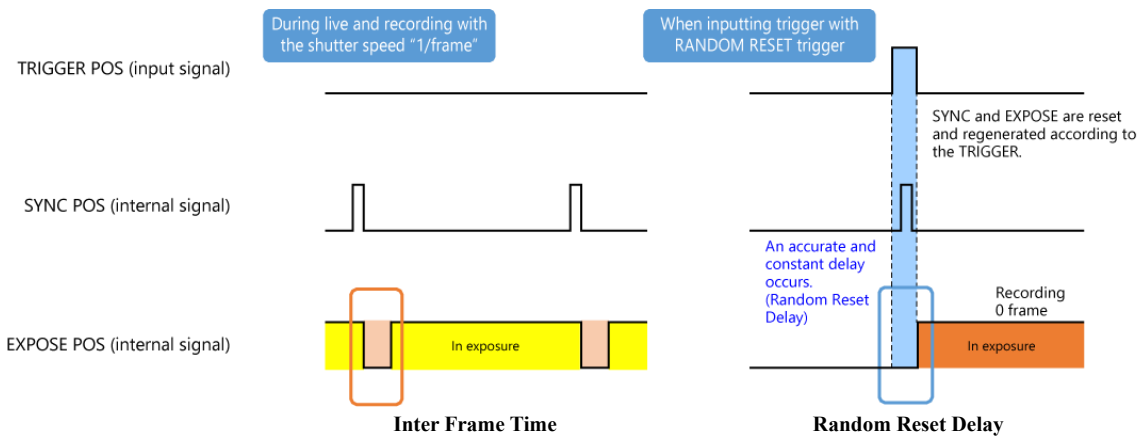 During live and recording with
the shutter speed “1/frame”
When inputting trigger with
RANDOM RESET trigger
TRIGGER POS (input signal)
SYNC and EXPOSE are reset
and regenerated according to
the TRIGGER.
SYNC POS (internal signal)
An accurate and
constant delay
occurs.
(Random Reset
Delay)
Recording
0 frame
EXPOSE POS (internal signal)
In exposure
In exposure
Inter Frame Time
Random Reset Delay